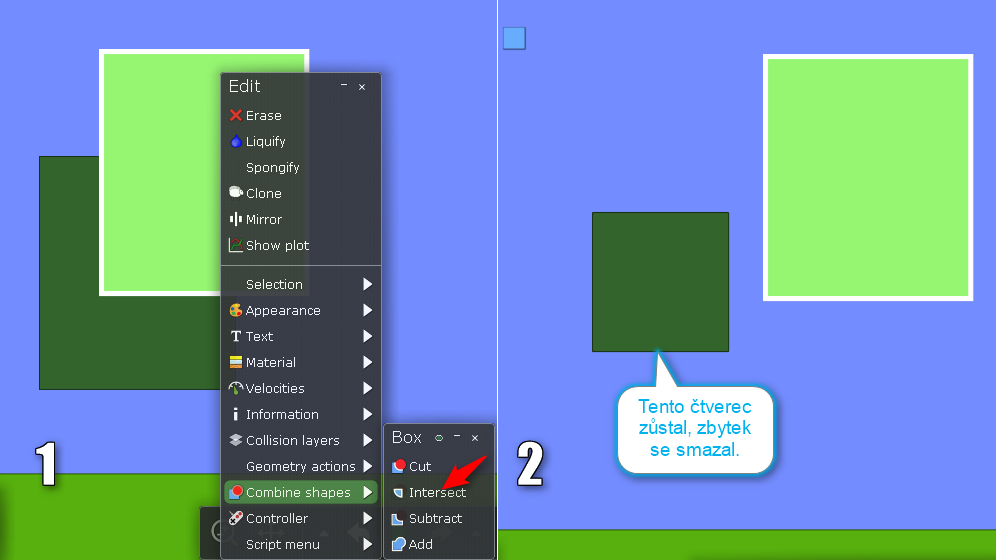 Edit
Erase
Liquify
Spongify
Clone
Mirror
Show plot
Selection
Appearance
T Text
Material
Velocities
Information
Collision layers
Geometry actions
Combine shapes
Controller
Script menu
Box
Cut
Intersect
Subtract
Add
1
2
Tento čtverec
zůstal, zbytek
se smazal.